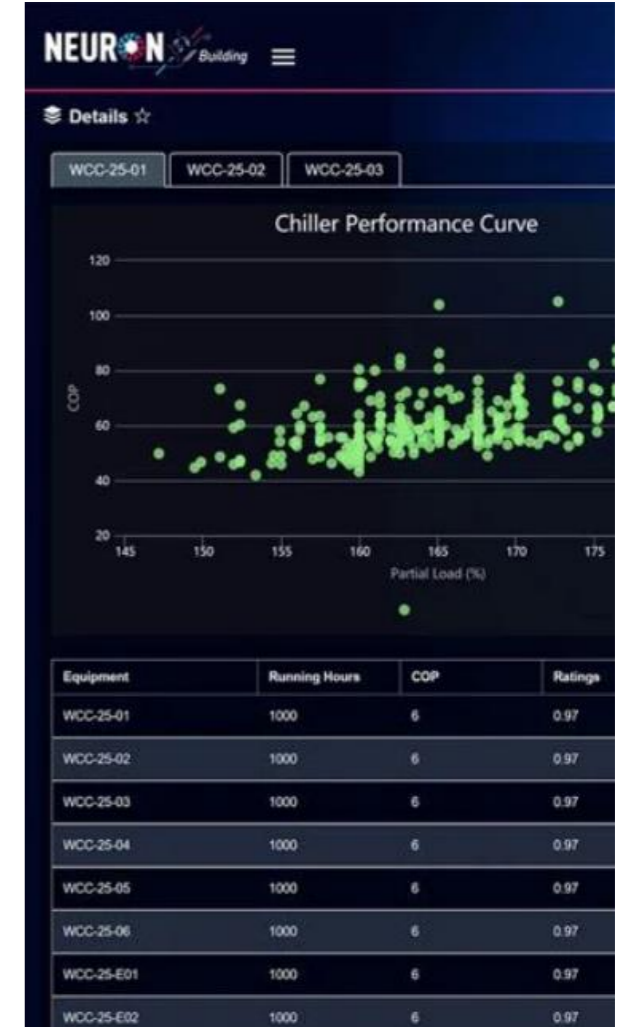 NEURON Building
Details
WCC-25-01 WCC-25-02 WCC-25-03
Chiller Performance Curve
120
100
80
COP
60
40
20
145 150 155 160 165 170 175
Partial Load (%)
Equipment Running Hours COP Ratings
WCC-25-01 1000 6 0.97
WCC-25-02 1000 6 0.97
WCC-25-03 1000 6 0.97
WCC-25-04 1000 6 0.97
WCC-25-05 1000 6 0.97
WCC-25-06 1000 6 0.97
WCC-25-E01 1000 6 0.97
WCC-25-E02 1000 6 0.97